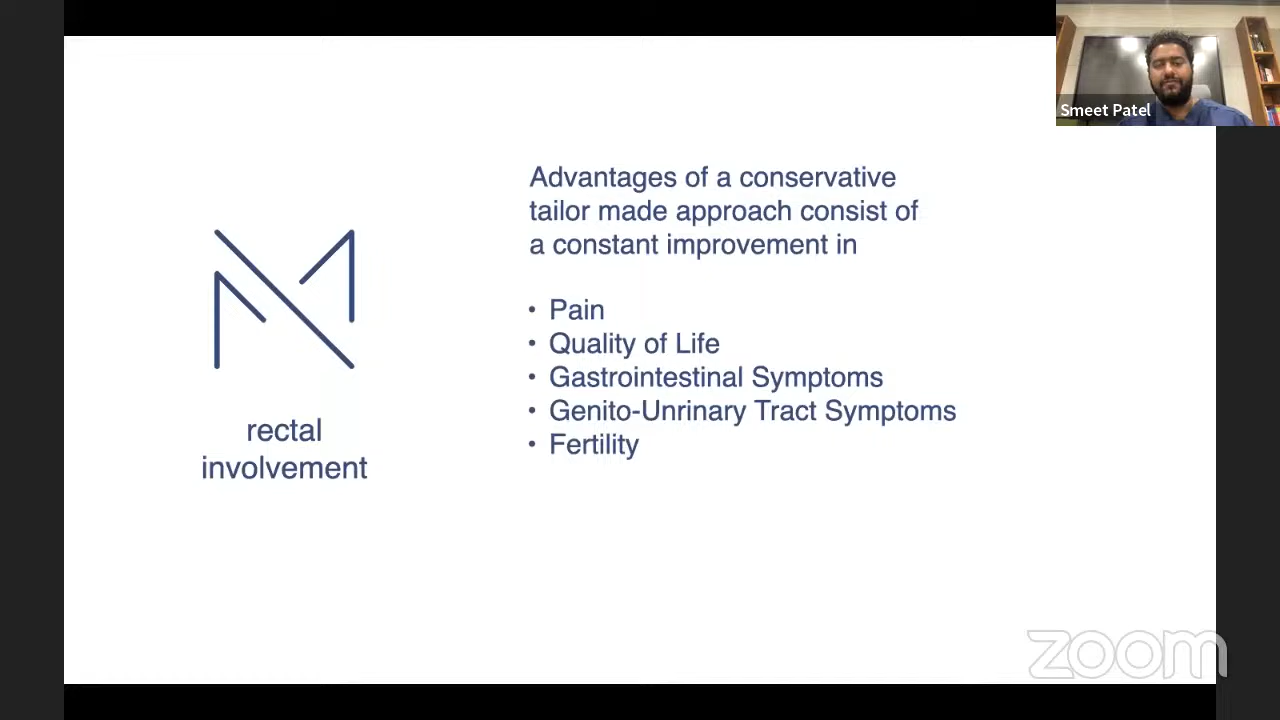 Smeet Patel
Advantages of a conservative
tailor made approach consist of
a constant improvement in
• Pain
• Quality of Life
• Gastrointestinal Symptoms
• Genito-Unrinary Tract Symptoms
• Fertility
rectal
involvement
zoom